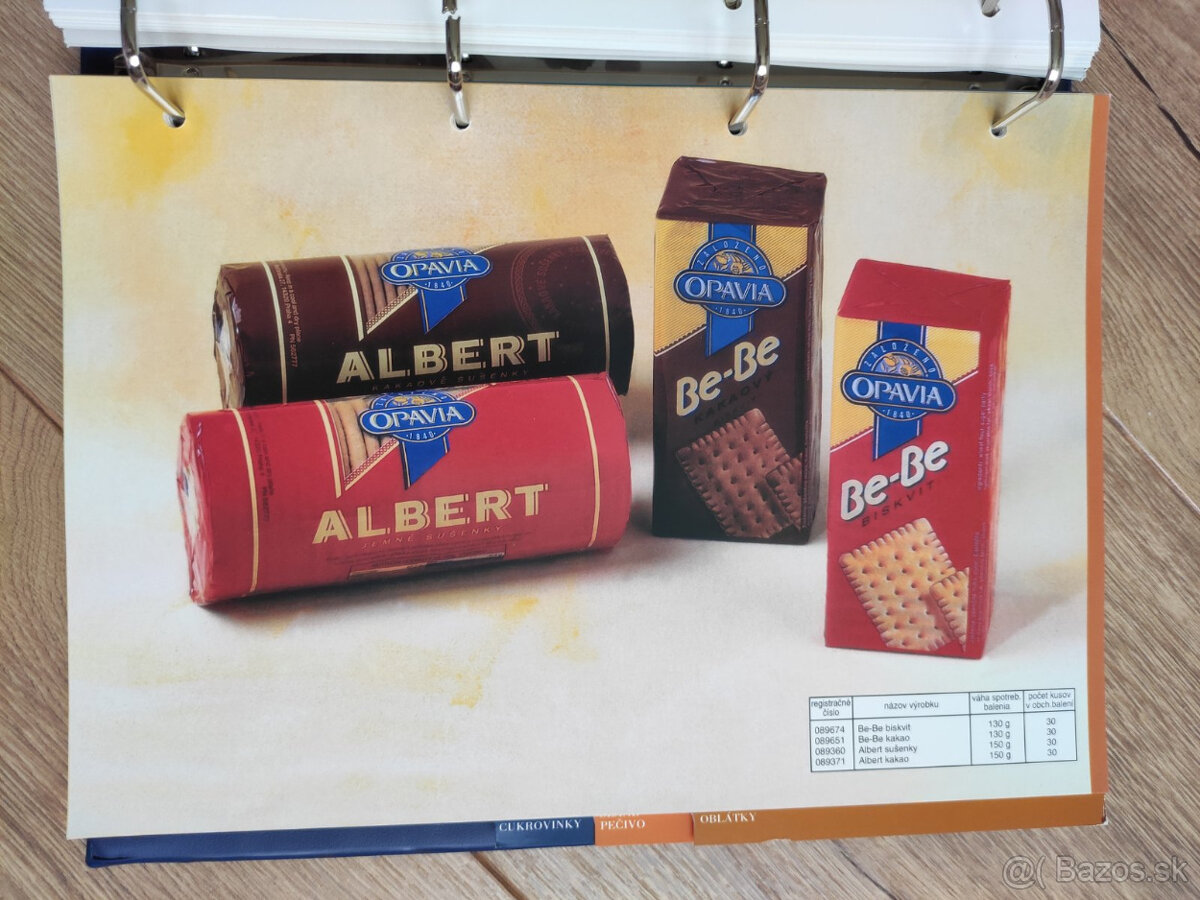 OPAVIA
1840
ALBERT
KAKAOVÉ SUŠENKY
OPAVIA
1840
ALBERT
JEMNÉ SUŠENKY
ZALOŽENO
OPAVIA
1840
Be-Be
KAKAOVÝ
ZALOŽENO
OPAVIA
1840
Be-Be
BISKVIT
registračné číslo názov výrobku váha spotreb. balenia počet kusov v obch.balení
089674 Be-Be biskvit 130 g 30
089651 Be-Be kakao 130 g 30
089360 Albert sušenky 150 g 30
089371 Albert kakao 150 g 30
CUKROVINKY
PEČIVO
OBLÁTKY
@( Bazos.sk